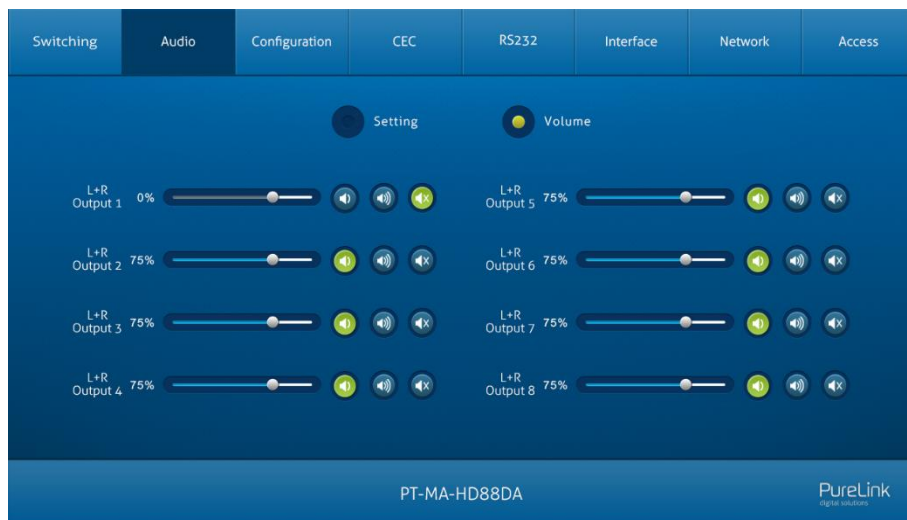 Switching Audio Configuration CEC RS232 Interface Network Access
Setting Volume
L+R
Output 1 0%
L+R
Output 5 75%
L+R
Output 2 75%
L+R
Output 6 75%
L+R
Output 3 75%
L+R
Output 7 75%
L+R
Output 4 75%
L+R
Output 8 75%
PT-MA-HD88DA
PureLink
digital solutions